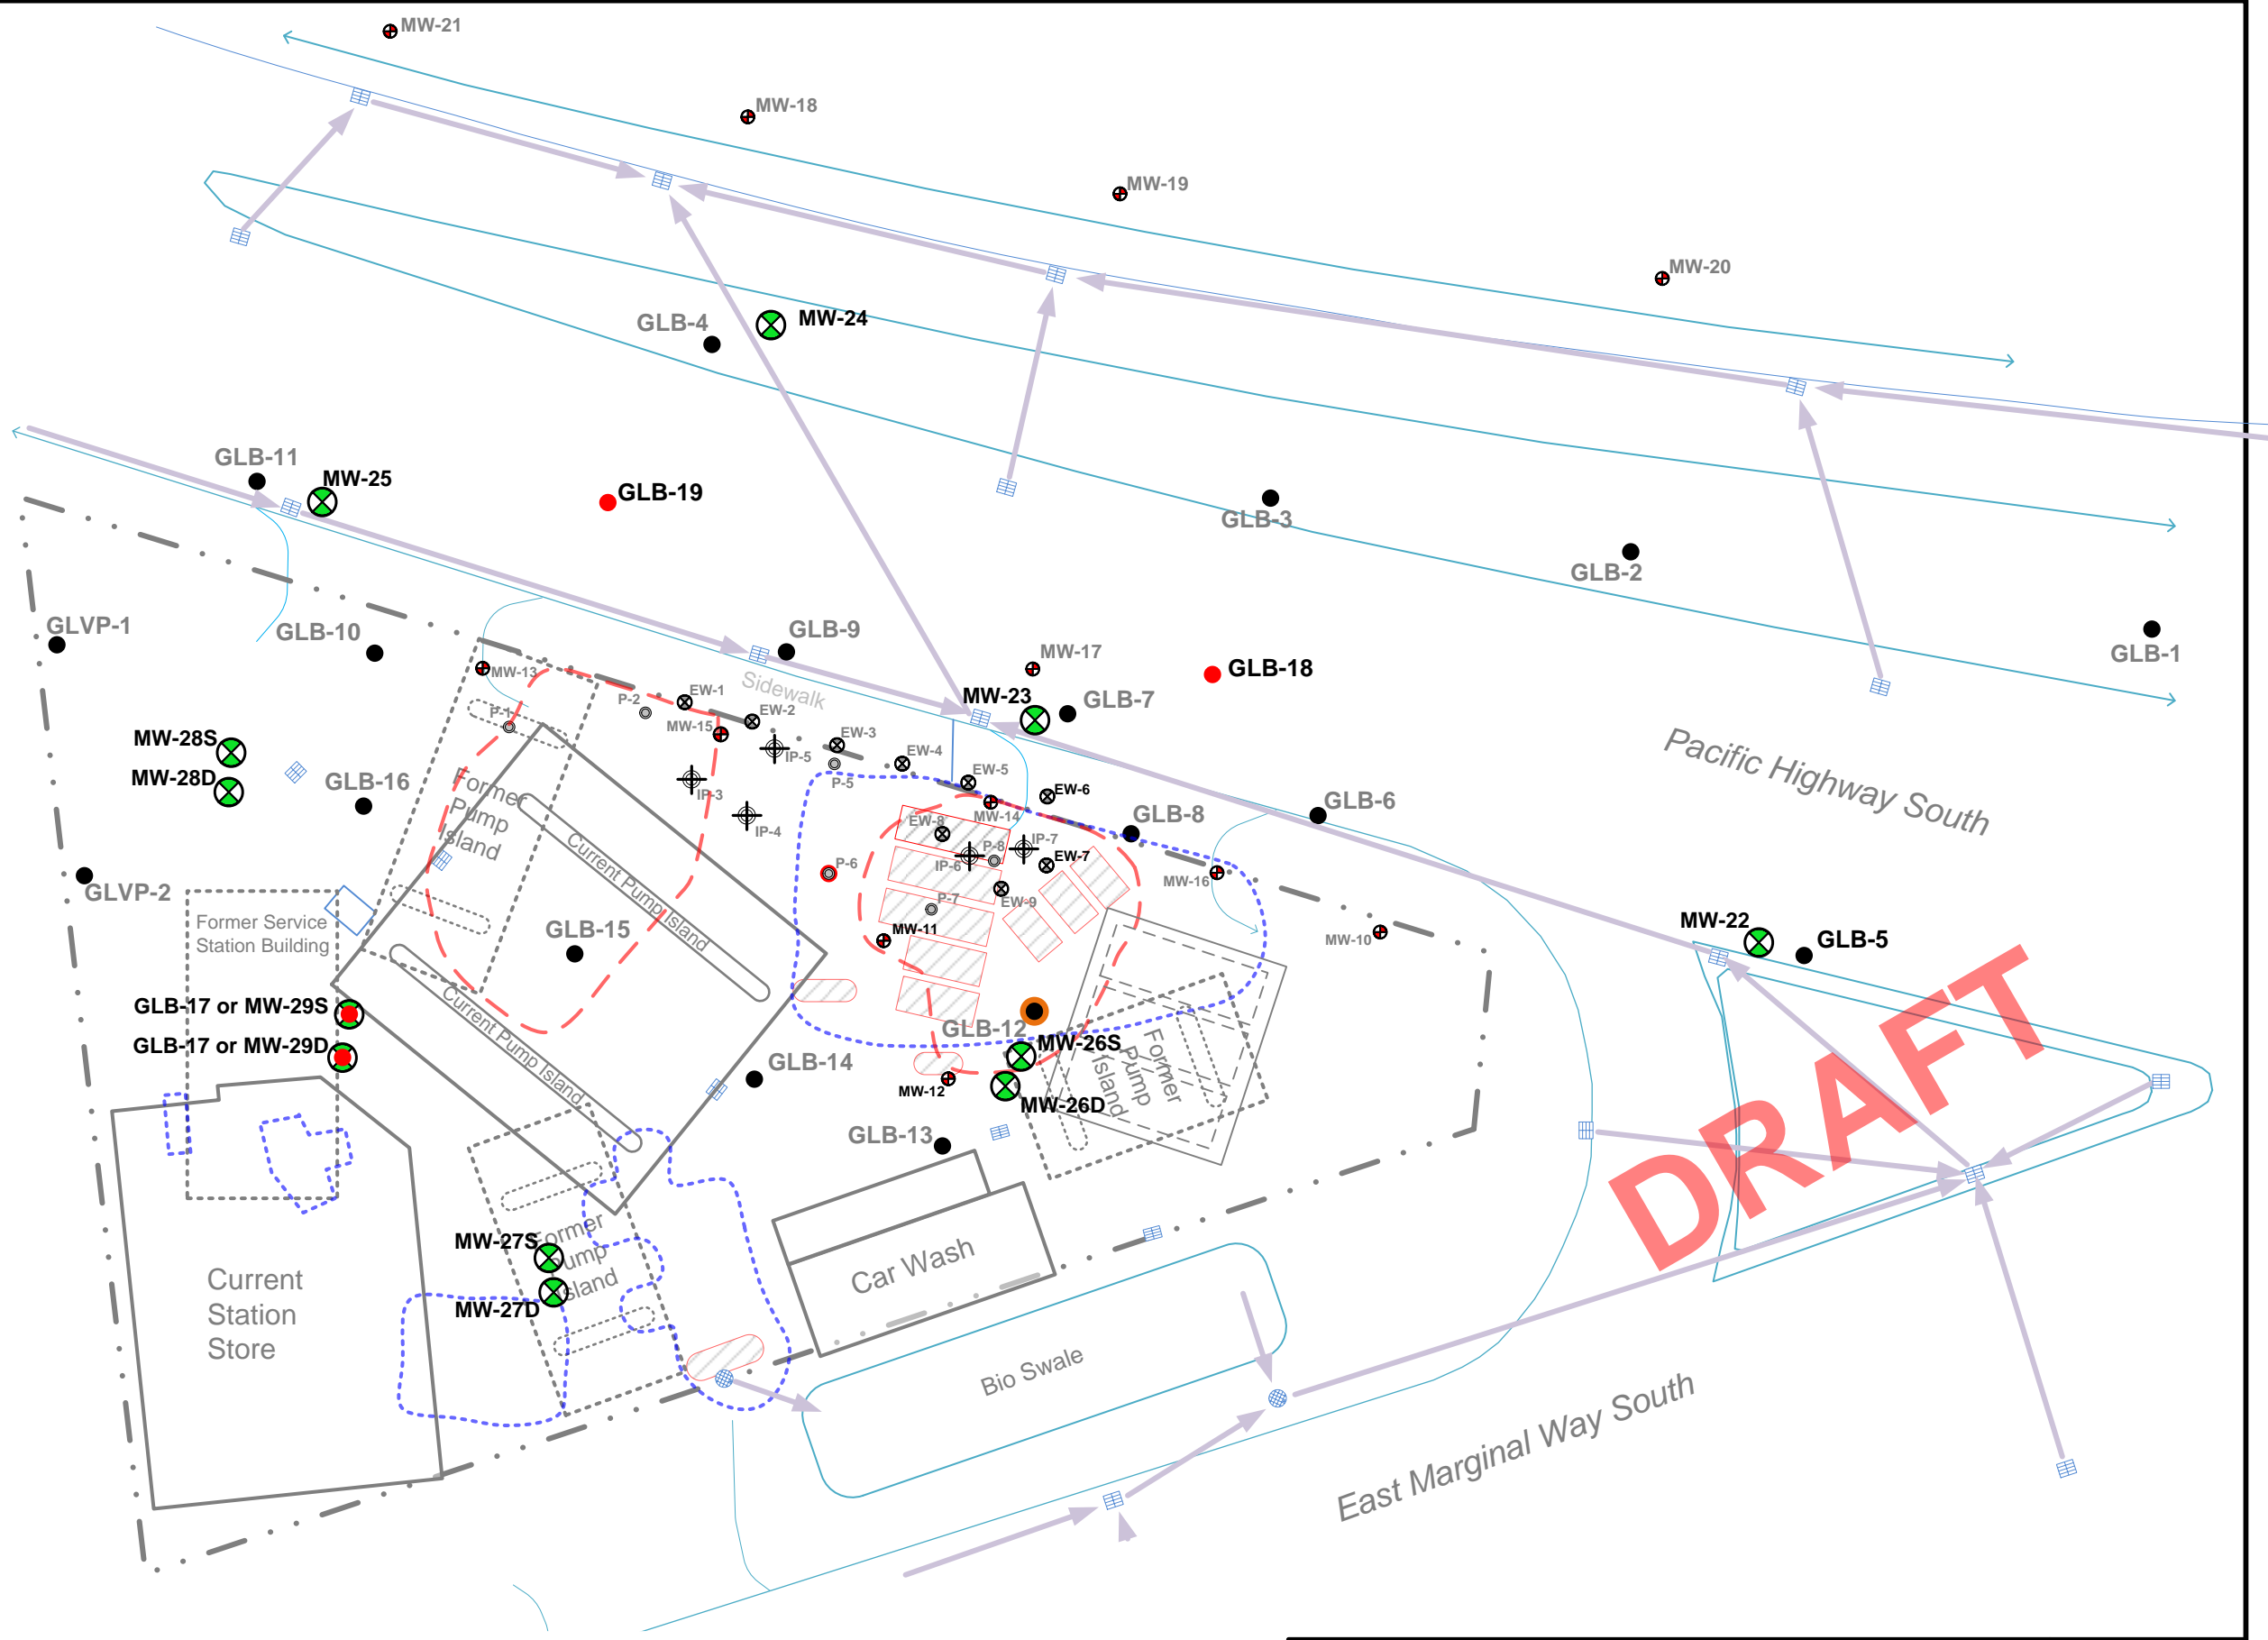 MW-21
MW-18
MW-19
MW-20
GLB-4
MW-24
GLB-11
MW-25
GLB-19
GLB-3
GLB-2
GLB-1
GLVP-1
GLB-10
GLB-9
MW-17
GLB-18
MW-13
P-1
P-2
EW-1
Sidewalk
MW-23
GLB-7
MW-15
EW-2
EW-3
IP-5
P-5
EW-4
EW-5
Pacific Highway South
MW-28S
MW-28D
GLB-16
Former
Pump
Island
IP-3
IP-4
EW-6
MW-14
GLB-8
GLB-6
EW-8
IP-7
P-8
IP-6
EW-7
Current Pump Island
P-6
MW-16
GLVP-2
EW-9
P-7
Former Service
Station Building
GLB-15
MW-11
MW-10
MW-22
GLB-5
GLB-17 or MW-29S
GLB-17 or MW-29D
Current Pump Island
GLB-12
MW-26S
MW-26D
Former
Pump
Island
GLB-14
MW-12
GLB-13
DRAFT
MW-27S
MW-27D
Former
Pump
Island
Car Wash
Current
Station
Store
Bio Swale
East Marginal Way South